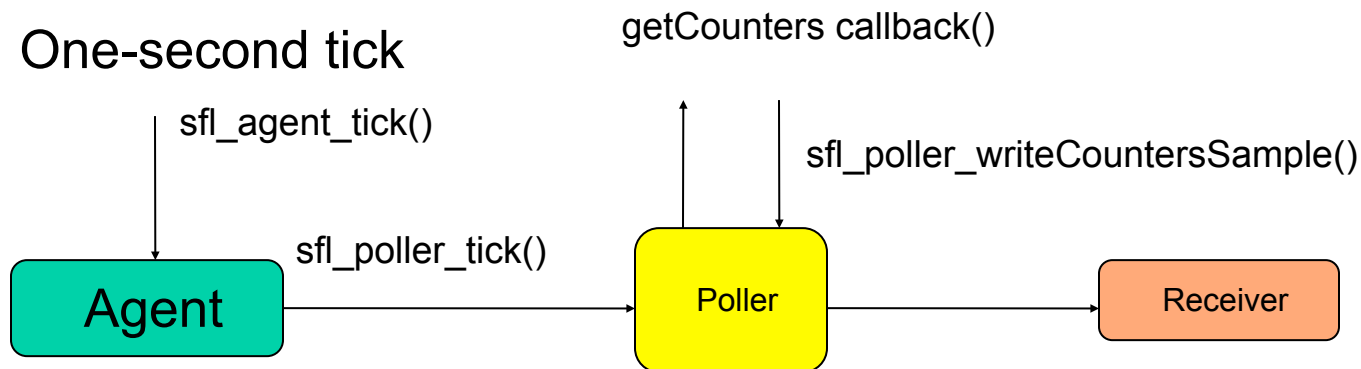 getCounters callback()
One-second tick
sfl_agent_tick()
sfl_poller_writeCountersSample()
sfl_poller_tick()
Agent
Poller
Receiver